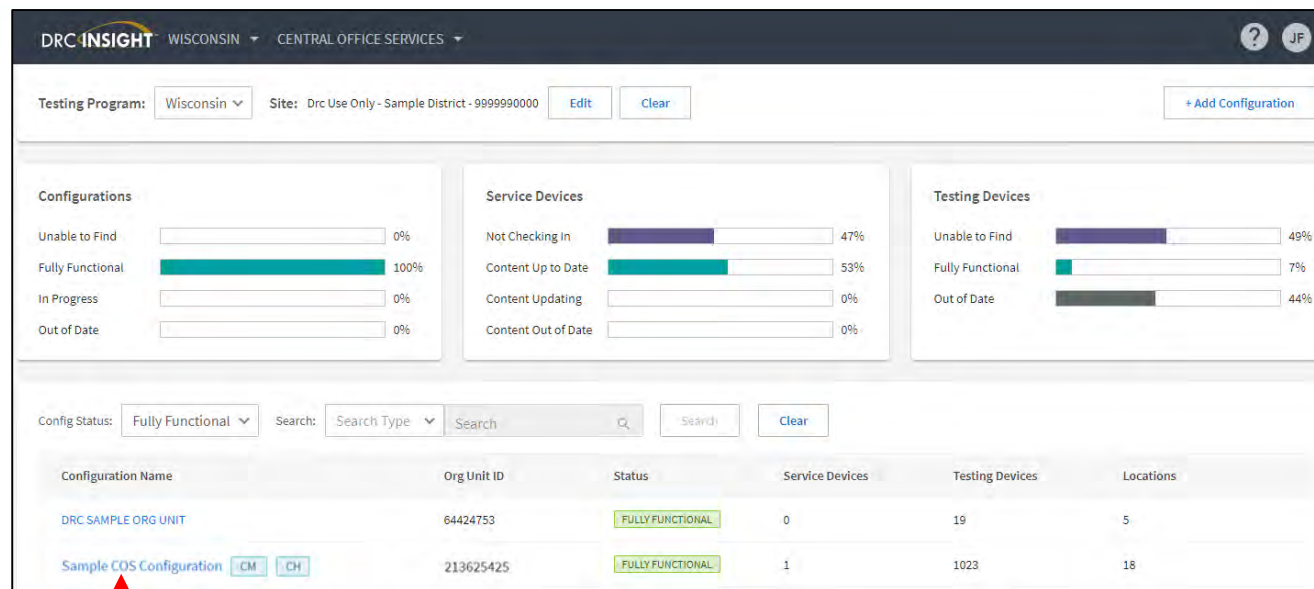 DRC INSIGHT WISCONSIN CENTRAL OFFICE SERVICES ? JF
Testing Program: Wisconsin Site: Drc Use Only - Sample District - 9999990000 Edit Clear + Add Configuration
Configurations Service Devices Testing Devices
Unable to Find 0% Not Checking In 47% Unable to Find 49%
Fully Functional 100% Content Up to Date 53% Fully Functional 7%
In Progress 0% Content Updating 0% Out of Date 44%
Out of Date 0% Content Out of Date 0%
Config Status: Fully Functional Search: Search Type Search Search Clear
Configuration Name Org Unit ID Status Service Devices Testing Devices Locations
DRC SAMPLE ORG UNIT 64424753 FULLY FUNCTIONAL 0 19 5
Sample COS Configuration CM CH 213625425 FULLY FUNCTIONAL 1 1023 18